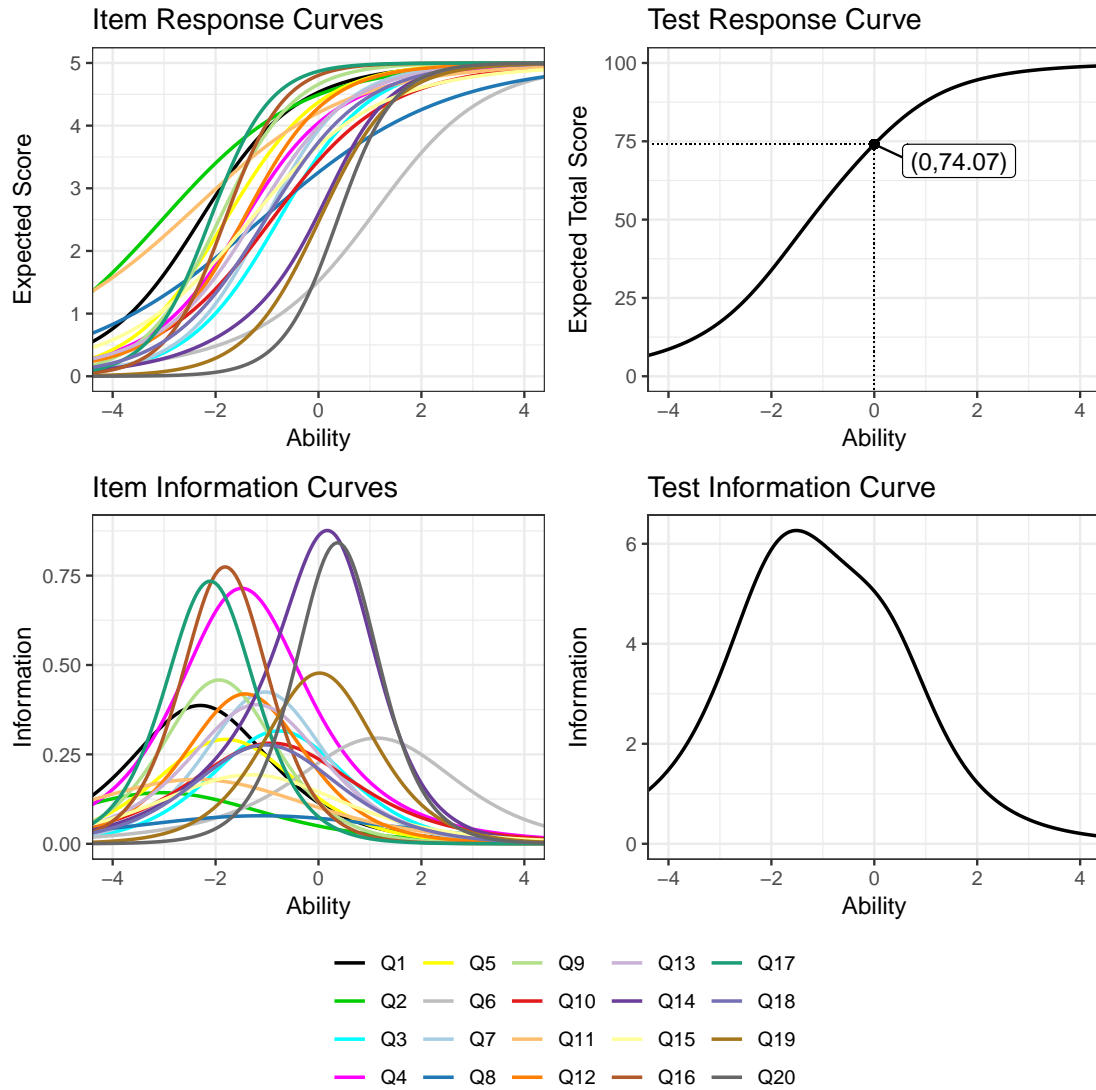 Item Response Curves
Expected Score
5
4
3
2
1
0
−4 −2 0 2 4
Ability
Test Response Curve
Expected Total Score
100
75
50
25
0
(0,74.07)
−4 −2 0 2 4
Ability
Item Information Curves
Information
0.75
0.50
0.25
0.00
−4 −2 0 2 4
Ability
Test Information Curve
Information
6
4
2
0
−4 −2 0 2 4
Ability
Q1 Q5 Q9 Q13 Q17
Q2 Q6 Q10 Q14 Q18
Q3 Q7 Q11 Q15 Q19
Q4 Q8 Q12 Q16 Q20